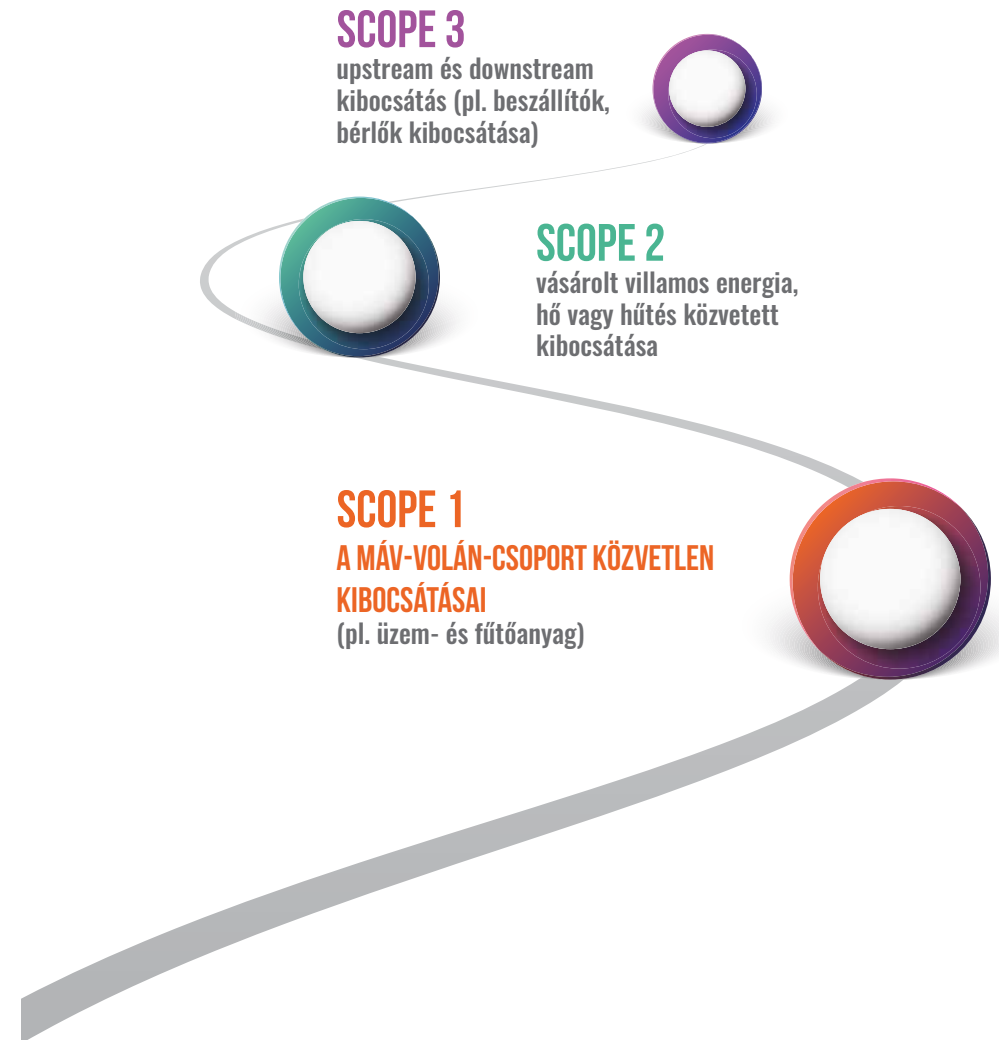 SCOPE 3
upstream és downstream
kibocsátás (pl. beszállítók,
bérlők kibocsátása)
SCOPE 2
vásárolt villamos energia,
hő vagy hűtés közvetett
kibocsátása
SCOPE 1
A MÁV-VOLÁN-CSOPORT KÖZVETLEN
KIBOCSÁTÁSAI
(pl. üzem- és fűtőanyag)